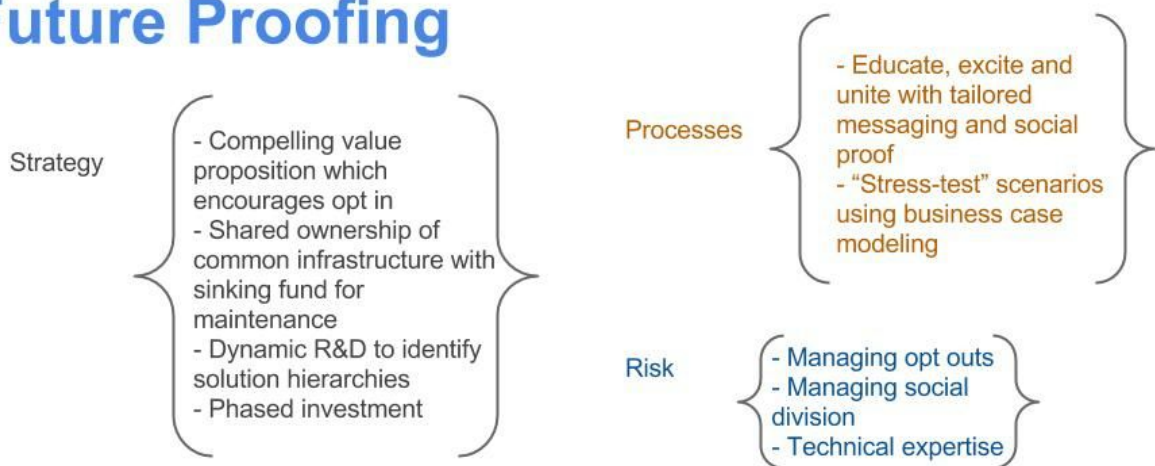 Future Proofing
Strategy
- Compelling value
proposition which
encourages opt in
- Shared ownership of
common infrastructure with
sinking fund for
maintenance
- Dynamic R&D to identify
solution hierarchies
- Phased investment
Processes
- Educate, excite and
unite with tailored
messaging and social
proof
- “Stress-test” scenarios
using business case
modeling
Risk
- Managing opt outs
- Managing social
division
- Technical expertise